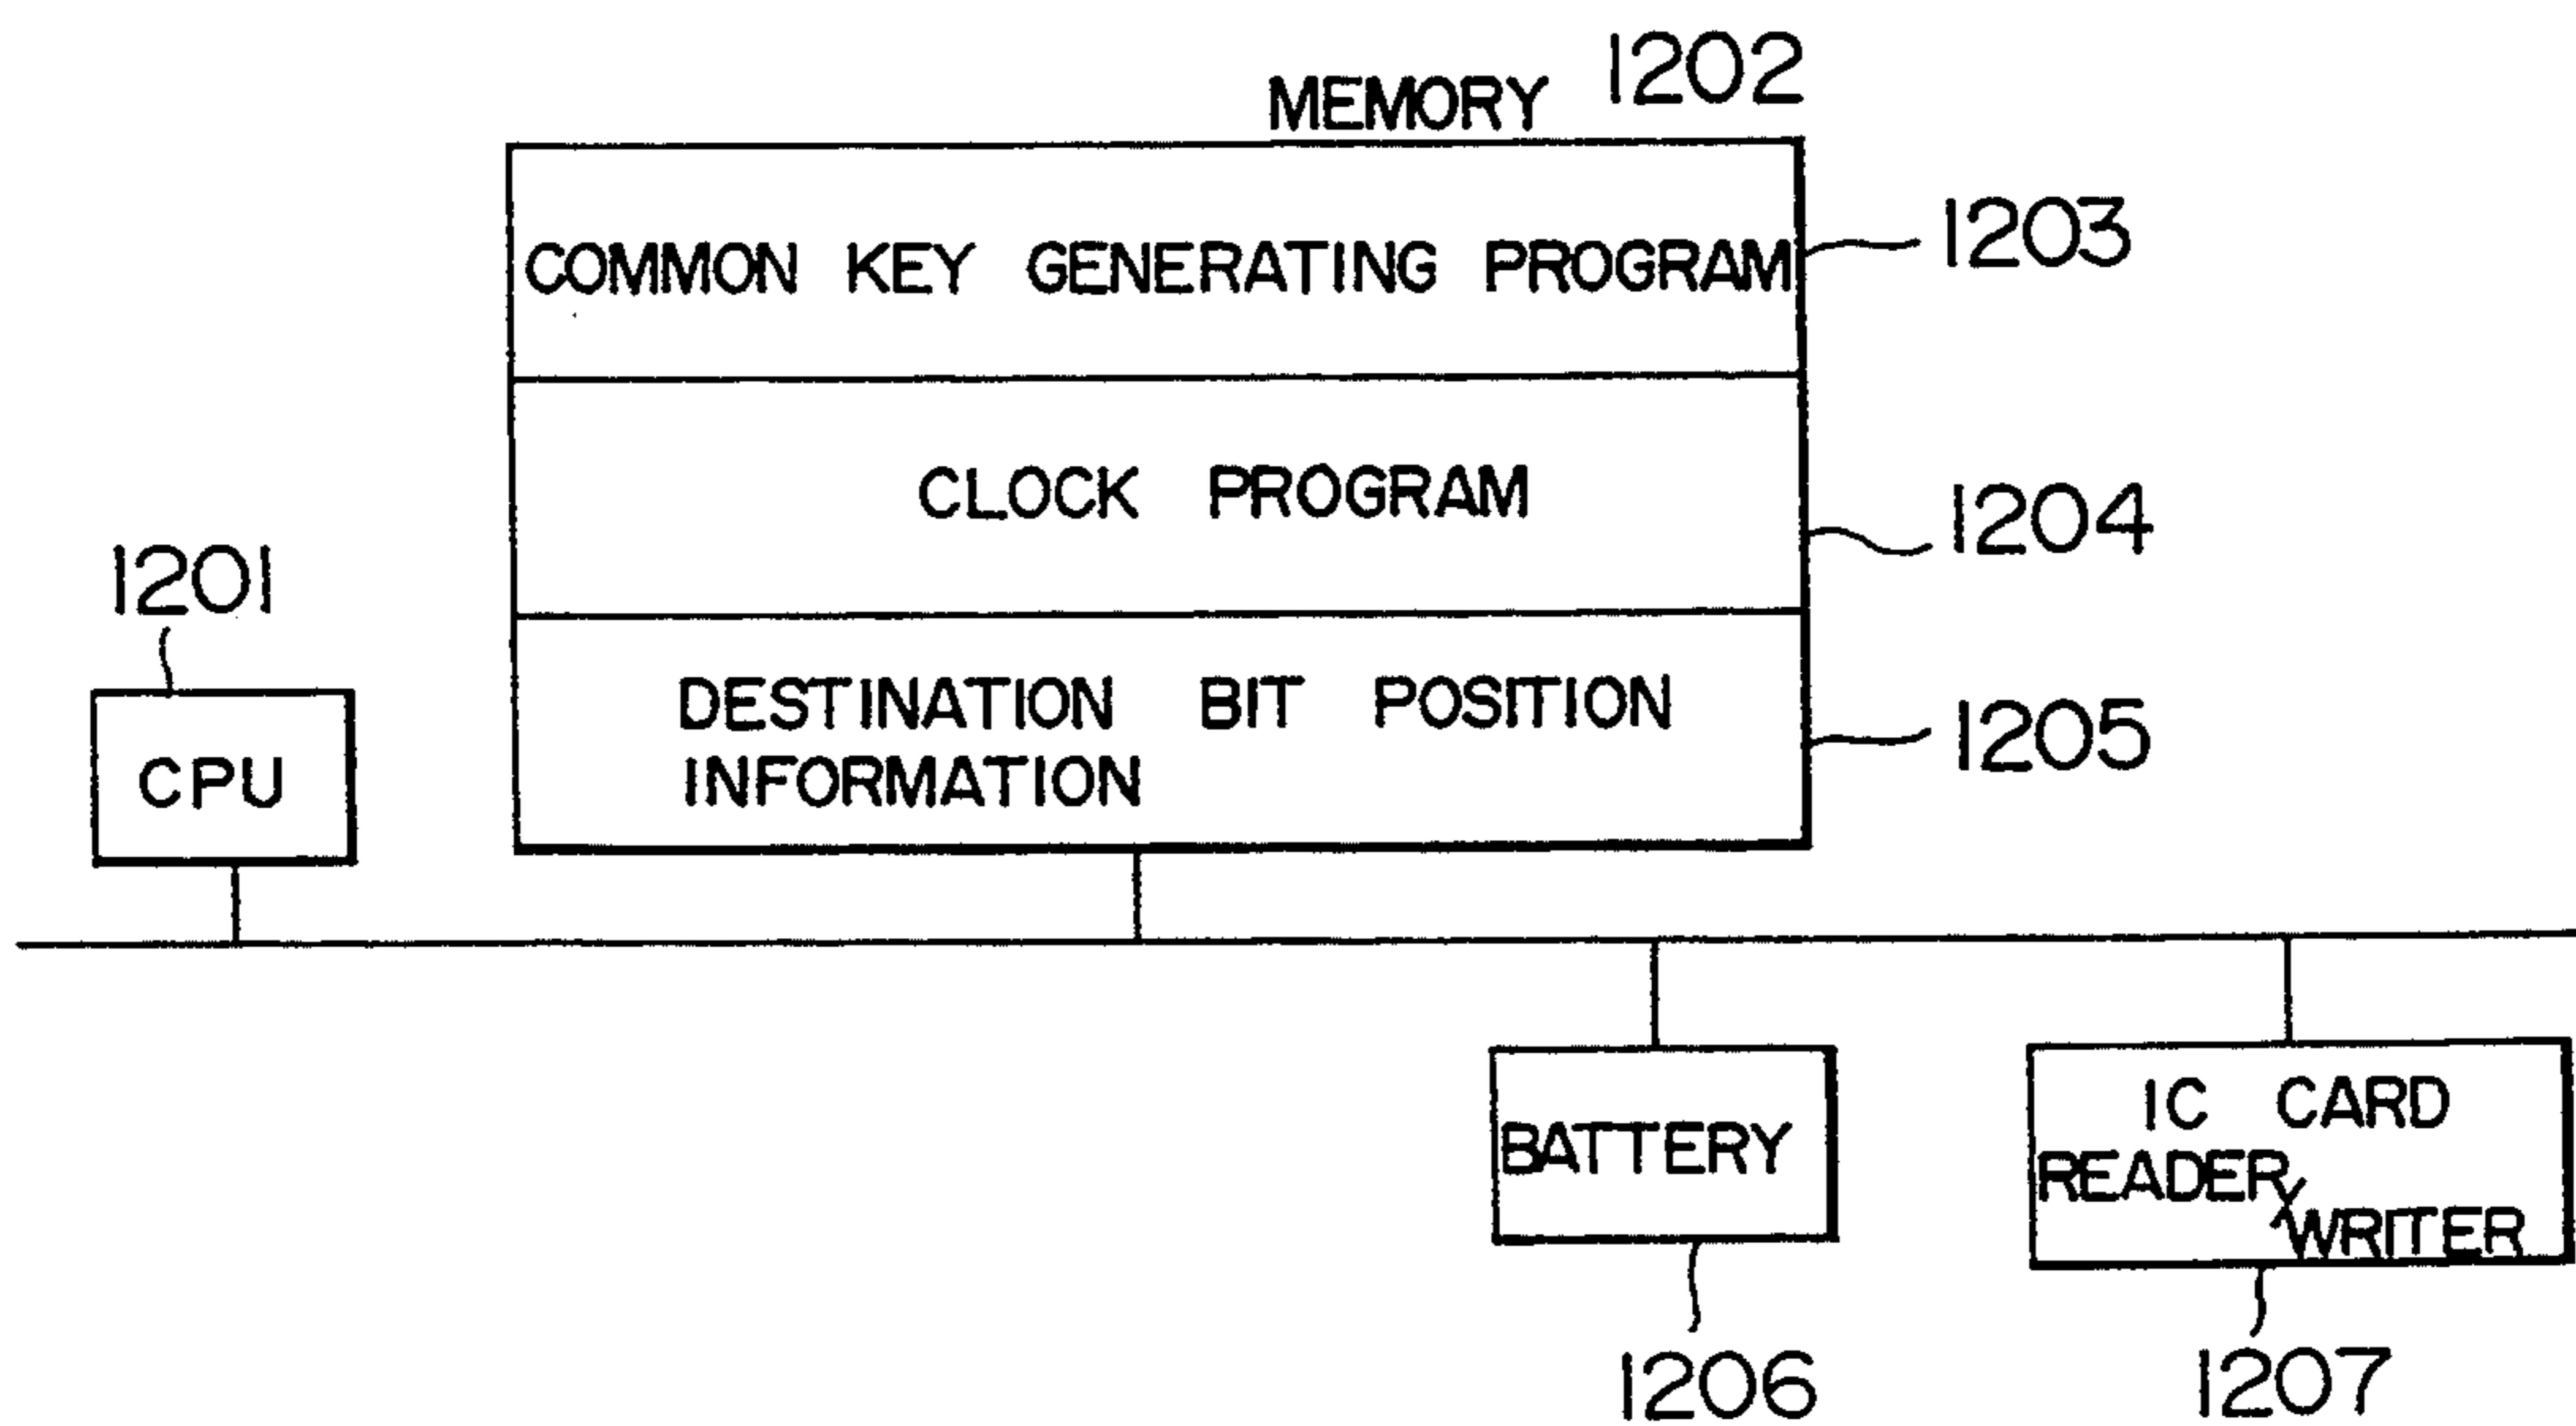 MEMORY 1202
COMMON KEY GENERATING PROGRAM
1203
CLOCK PROGRAM
1204
1201
CPU
DESTINATION BIT POSITION
INFORMATION
1205
BATTERY
1206
IC CARD
READER/
WRITER
1207